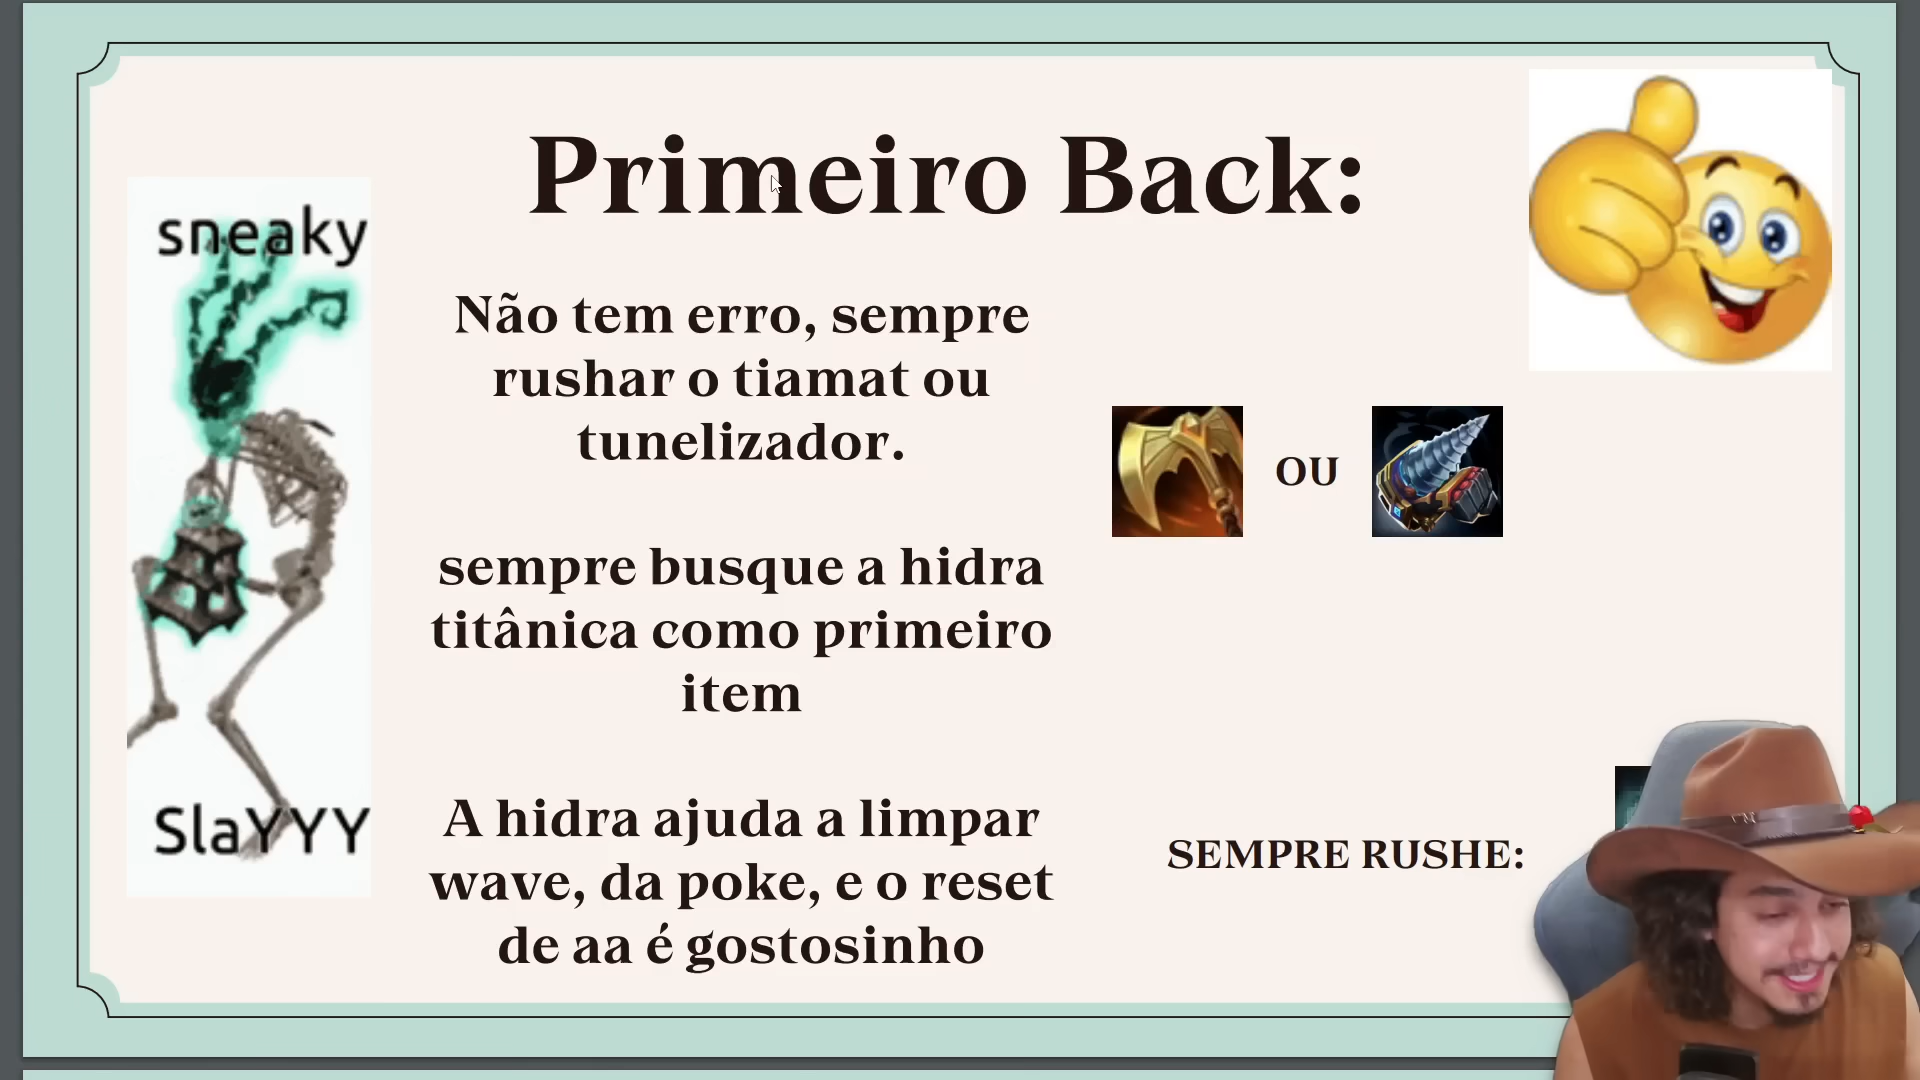 Primeiro Back:
sneaky
Não tem erro, sempre
rushar o tiamat ou
tunelizador.
OU
sempre busque a hidra
titânica como primeiro
item
A hidra ajuda a limpar
wave, da poke, e o reset
de aa é gostosinho
SlaYYY
SEMPRE RUSHE: